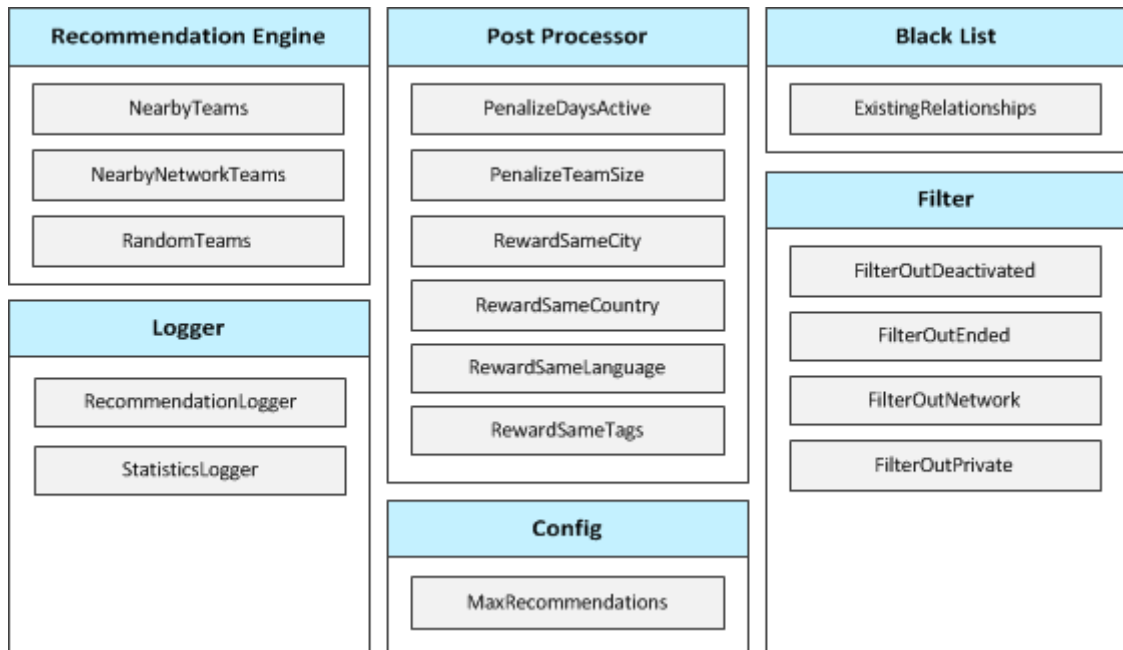 Recommendation Engine
NearbyTeams
NearbyNetworkTeams
RandomTeams
Logger
RecommendationLogger
StatisticsLogger
Post Processor
PenalizeDaysActive
PenalizeTeamSize
RewardSameCity
RewardSameCountry
RewardSameLanguage
RewardSameTags
Config
MaxRecommendations
Black List
ExistingRelationships
Filter
FilterOutDeactivated
FilterOutEnded
FilterOutNetwork
FilterOutPrivate